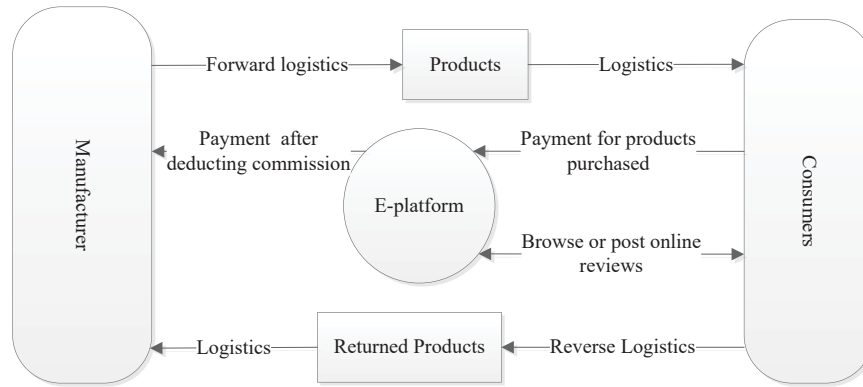 Forward logistics
Products
Logistics
Manufacturer
Payment after
deducting commission
E-platform
Payment for products
purchased
Consumers
Browse or post online
reviews
Logistics
Returned Products
Reverse Logistics